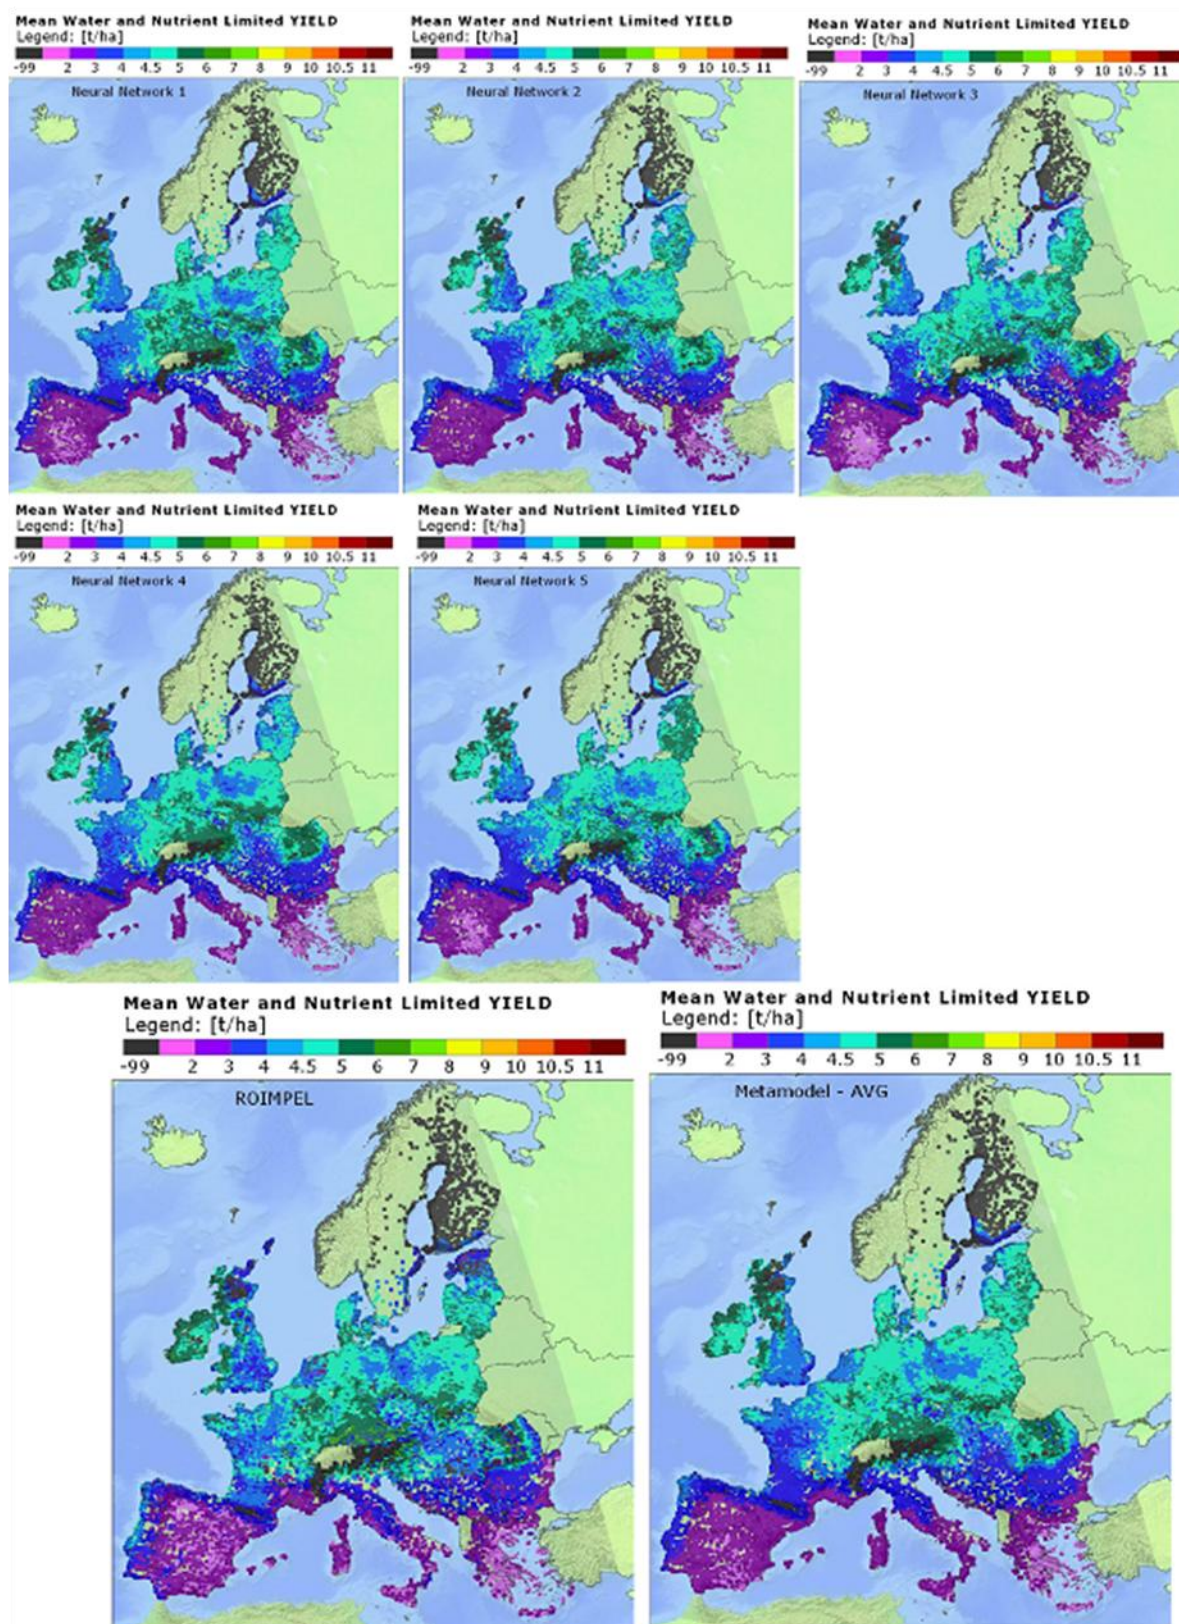 Mean Water and Nutrient Limited YIELD
Legend: [t/ha]
-99 2 3 4 4.5 5 6 7 8 9 10 10.5 11
Neural Network 1
Mean Water and Nutrient Limited YIELD
Legend: [t/ha]
-99 2 3 4 4.5 5 6 7 8 9 10 10.5 11
Neural Network 2
Mean Water and Nutrient Limited YIELD
Legend: [t/ha]
-99 2 3 4 4.5 5 6 7 8 9 10 10.5 11
Neural Network 3
Mean Water and Nutrient Limited YIELD
Legend: [t/ha]
-99 2 3 4 4.5 5 6 7 8 9 10 10.5 11
Neural Network 4
Mean Water and Nutrient Limited YIELD
Legend: [t/ha]
-99 2 3 4 4.5 5 6 7 8 9 10 10.5 11
Neural Network 5
Mean Water and Nutrient Limited YIELD
Legend: [t/ha]
-99 2 3 4 4.5 5 6 7 8 9 10 10.5 11
ROIMPEL
Mean Water and Nutrient Limited YIELD
Legend: [t/ha]
-99 2 3 4 4.5 5 6 7 8 9 10 10.5 11
Metamodel - AVG